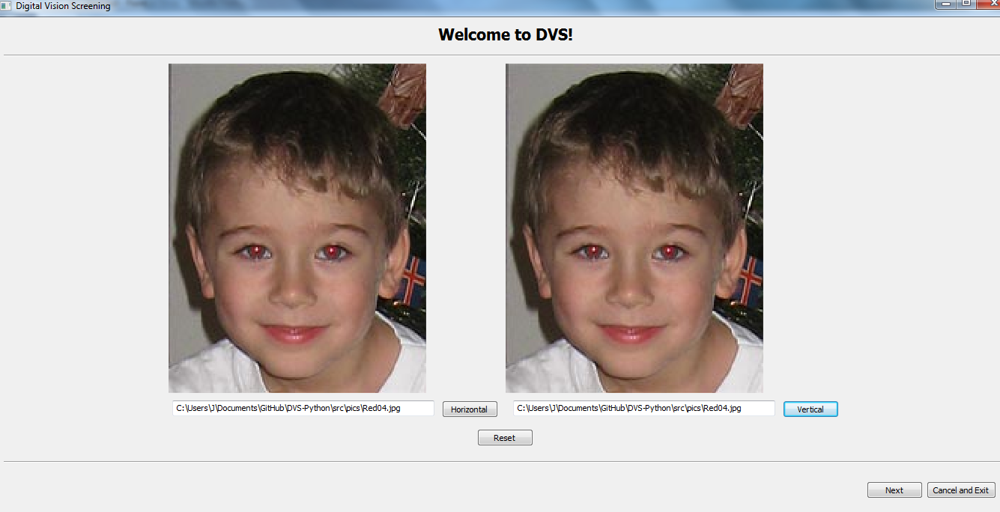 Digital Vision Screening
Welcome to DVS!
C:\Users\J\Documents\GitHub\DVS-Python\src\pics\Red04.jpg
Horizontal
C:\Users\J\Documents\GitHub\DVS-Python\src\pics\Red04.jpg
Vertical
Reset
Next
Cancel and Exit